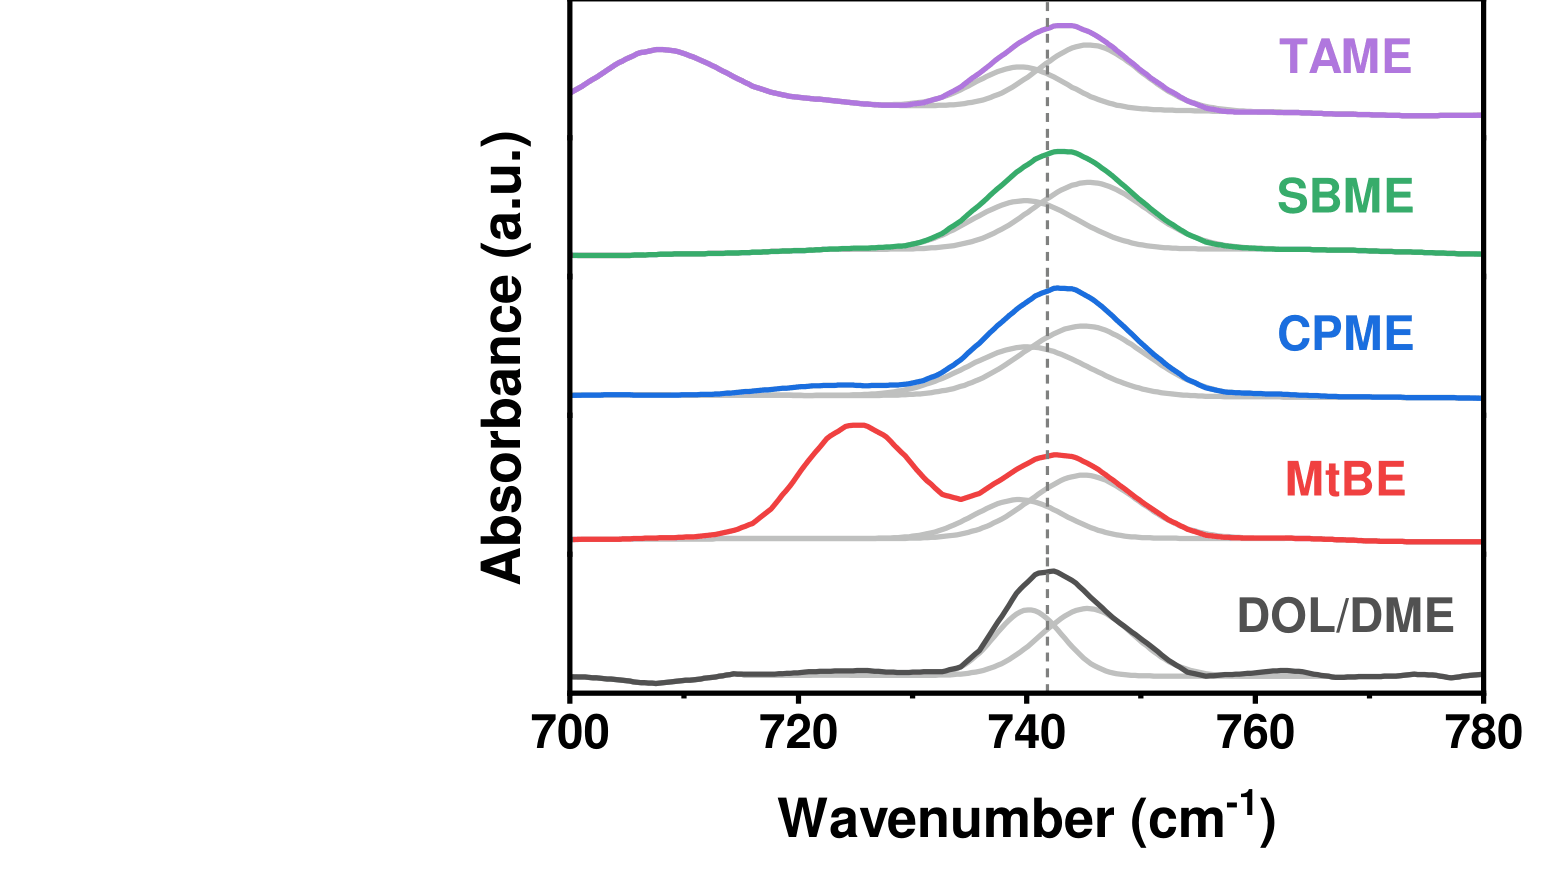 TAME
SBME
CPME
MtBE
DOL/DME
Absorbance (a.u.)
700 720 740 760 780
Wavenumber (cm⁻¹)